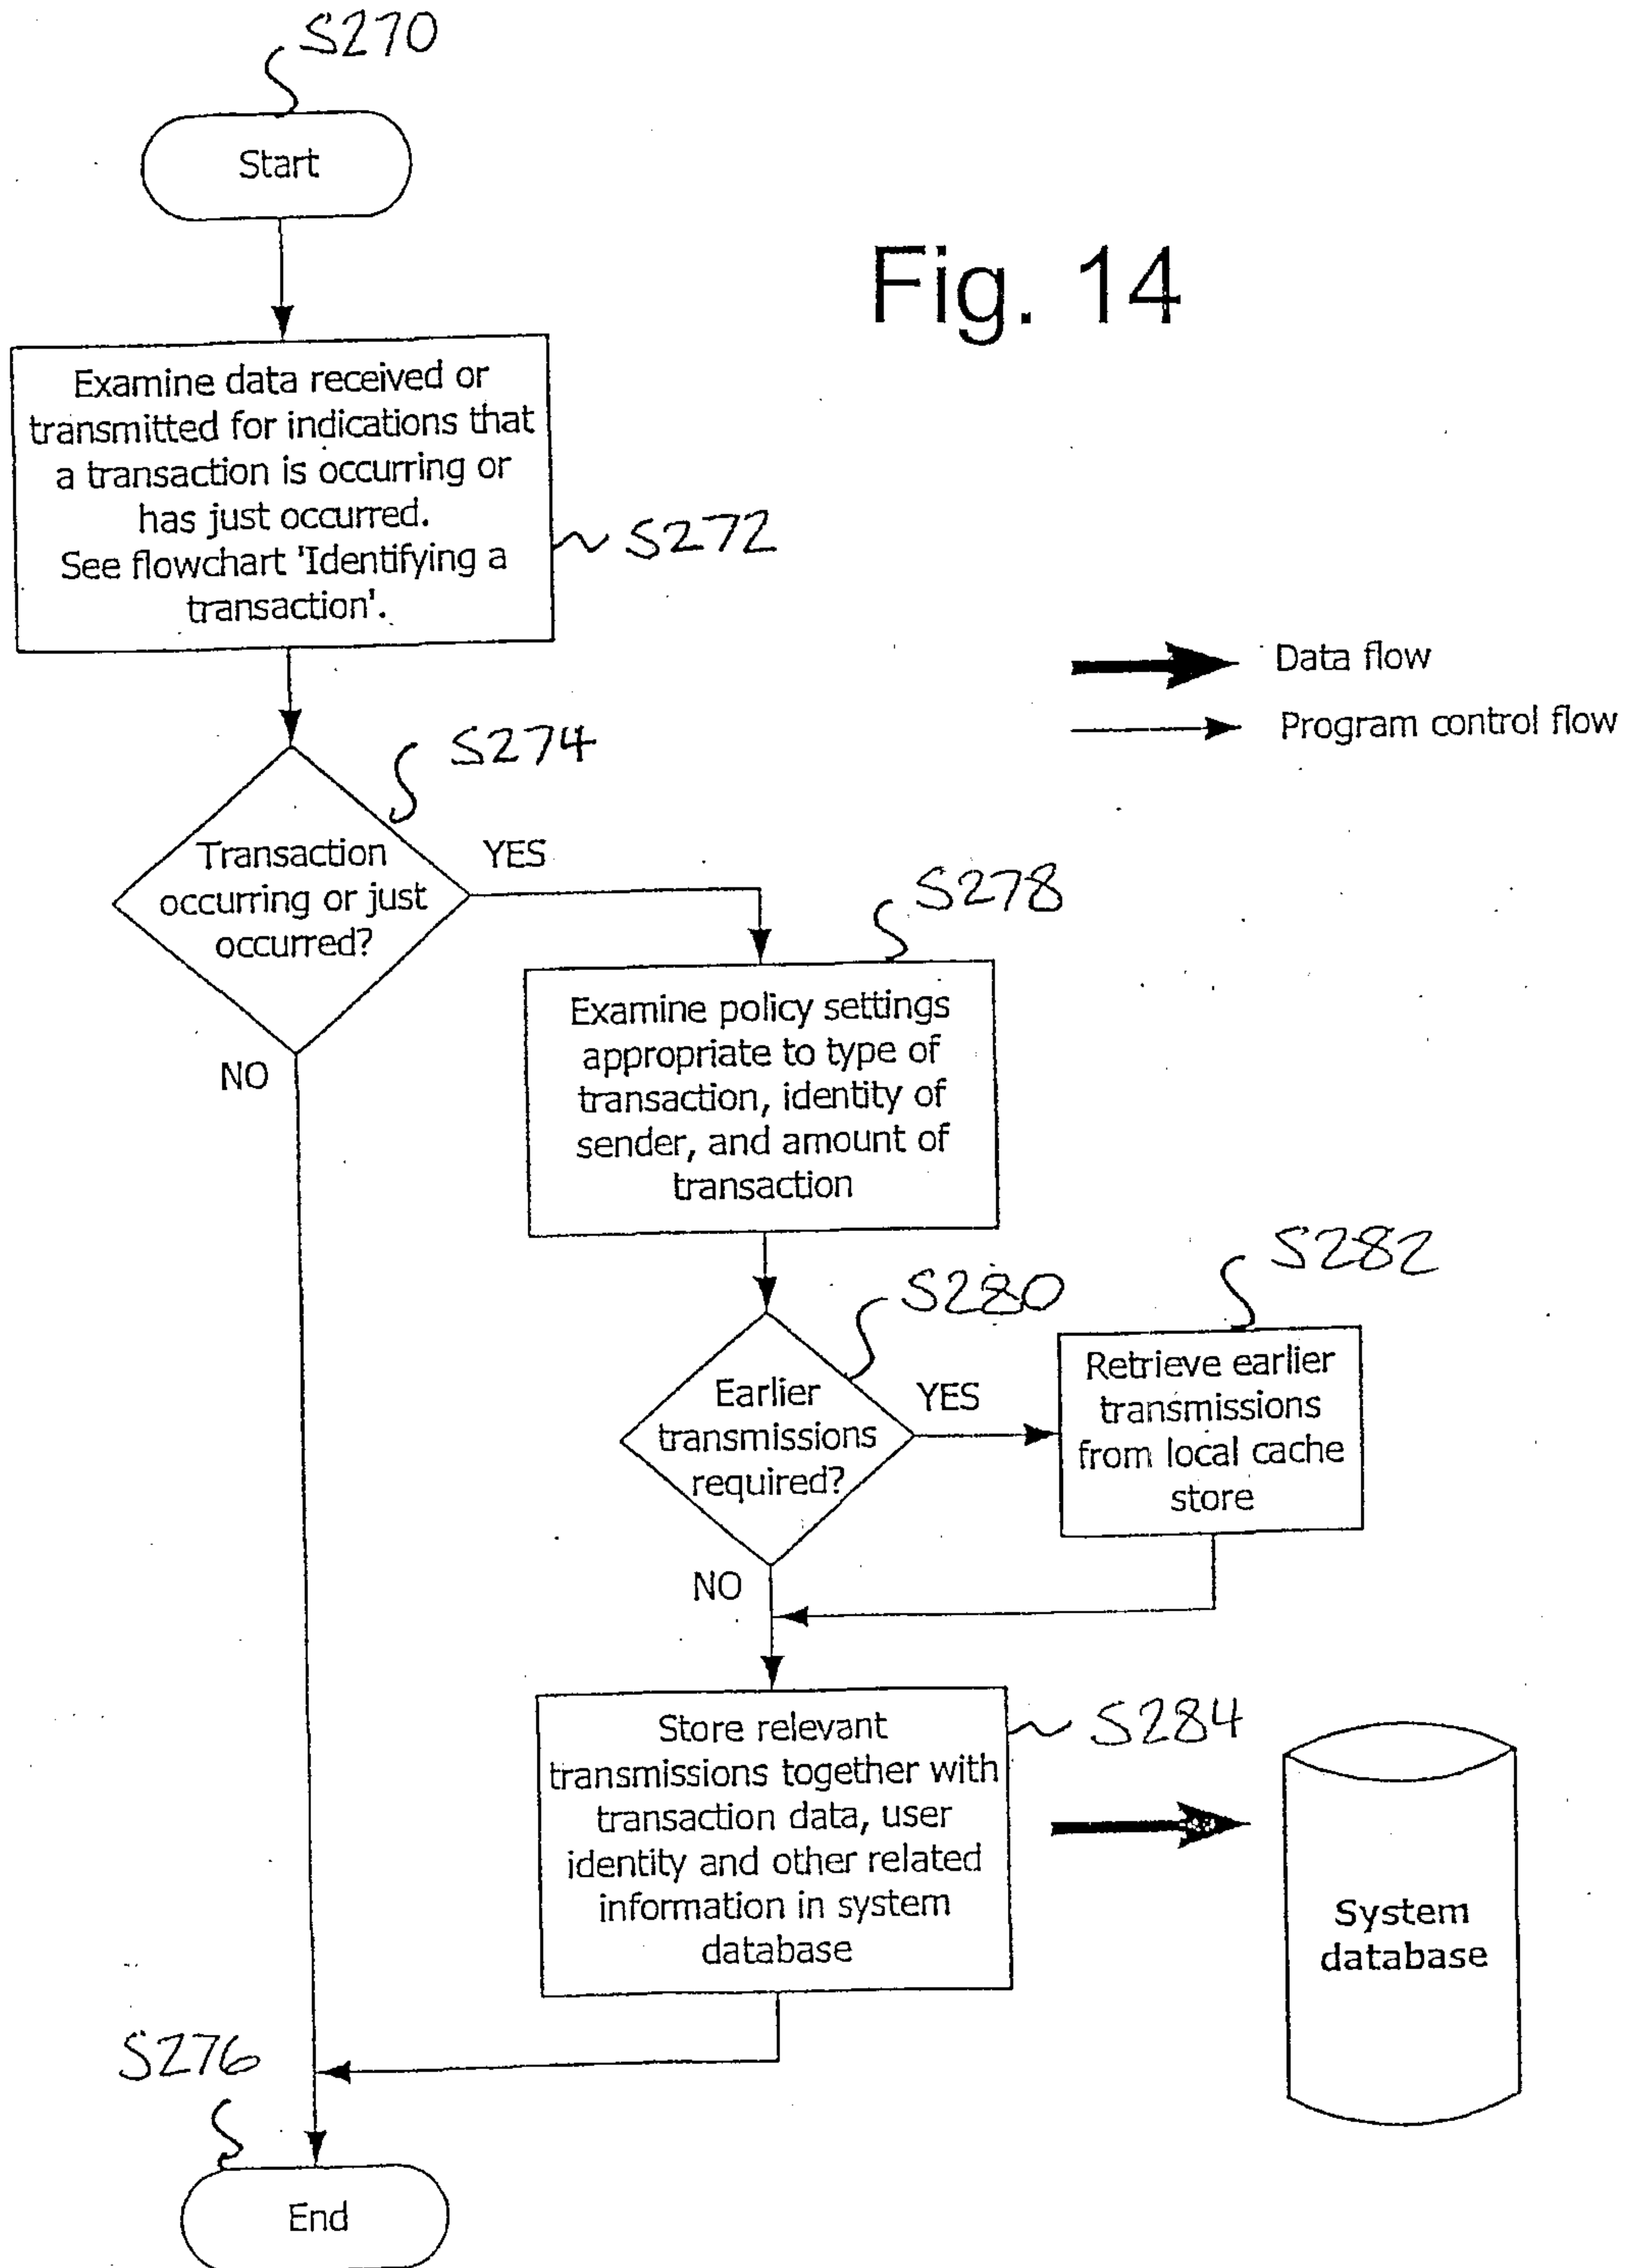 S270
Start
Fig. 14
Examine data received or
transmitted for indications that
a transaction is occurring or
has just occurred.
See flowchart 'Identifying a
transaction'.
S272
Data flow
Program control flow
S274
Transaction
occurring or just
occurred?
YES
NO
S278
Examine policy settings
appropriate to type of
transaction, identity of
sender, and amount of
transaction
S280
Earlier
transmissions
required?
YES
NO
S282
Retrieve earlier
transmissions
from local cache
store
Store relevant
transmissions together with
transaction data, user
identity and other related
information in system
database
S284
System
database
S276
End